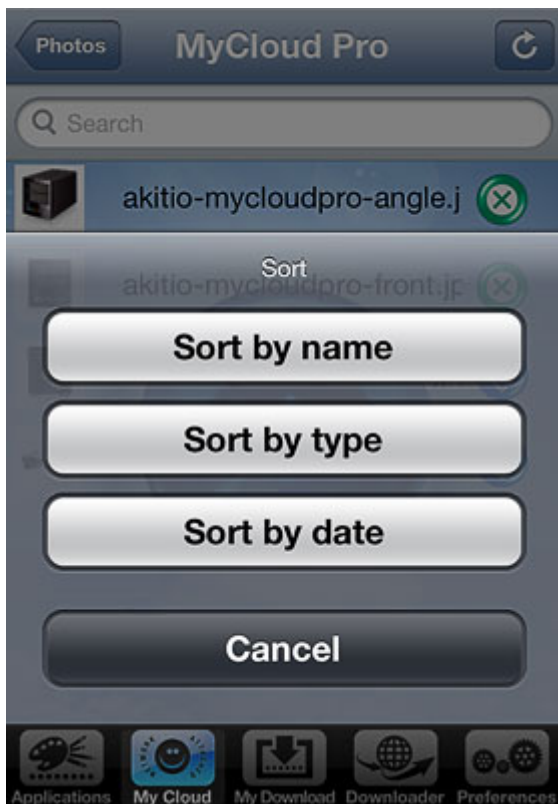 Photos MyCloud Pro
Search
akitio-mycloudpro-angle.j
Sort
akitio-mycloudpro-front.jp
Sort by name
Sort by type
Sort by date
Cancel
Applications My Cloud My Download Downloader Preferences